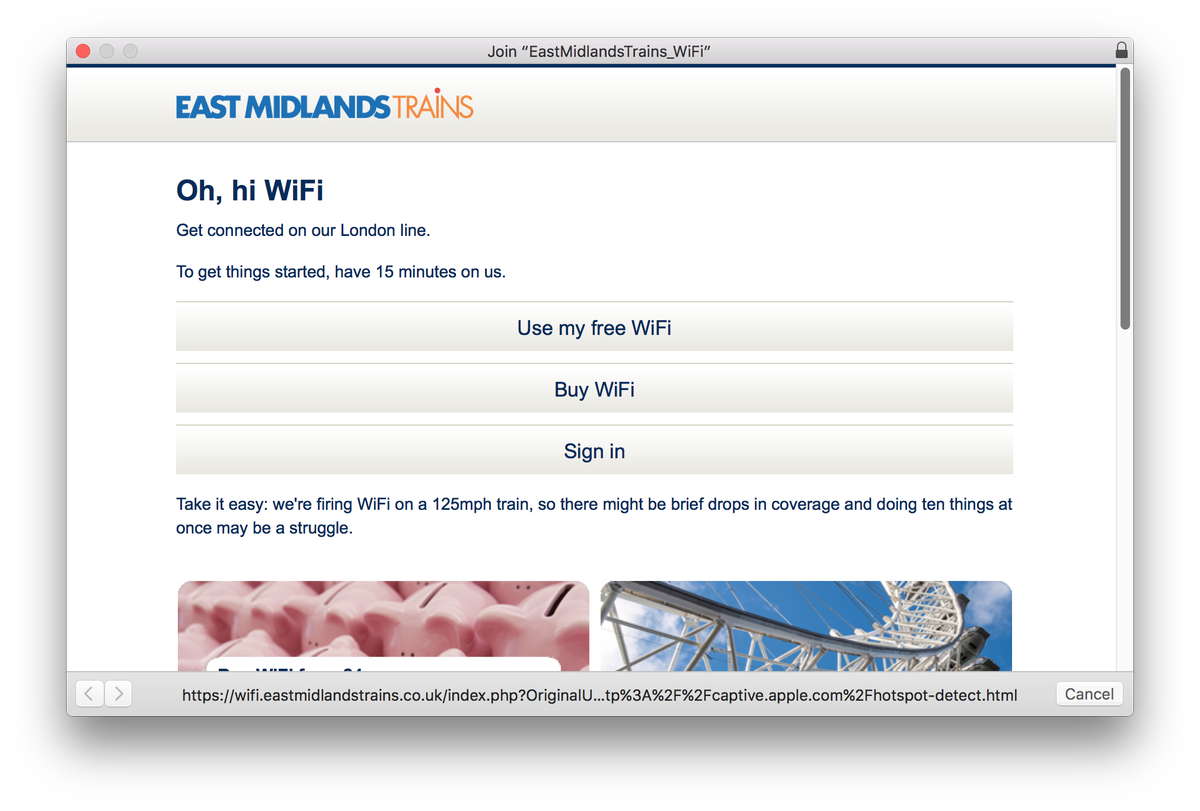 Join “EastMidlandsTrains_WiFi”
EAST MIDLANDS TRAINS
Oh, hi WiFi
Get connected on our London line.
To get things started, have 15 minutes on us.
Use my free WiFi
Buy WiFi
Sign in
Take it easy: we're firing WiFi on a 125mph train, so there might be brief drops in coverage and doing ten things at
once may be a struggle.
https://wifi.eastmidlandstrains.co.uk/index.php?OriginalU...tp%3A%2F%2Fcaptive.apple.com%2Fhotspot-detect.html
Cancel